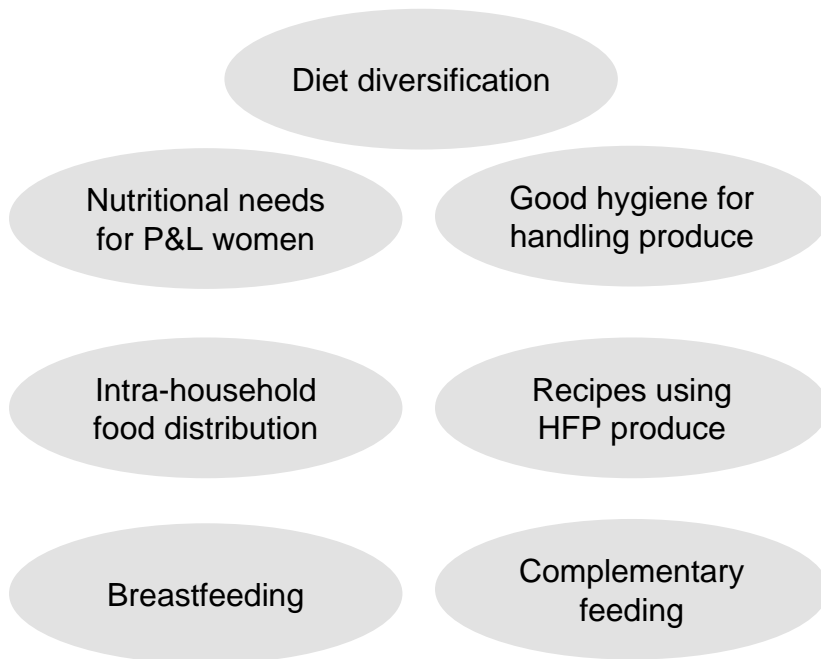 Diet diversification
Nutritional needs
for P&L women
Good hygiene for
handling produce
Intra-household
food distribution
Recipes using
HFP produce
Breastfeeding
Complementary
feeding